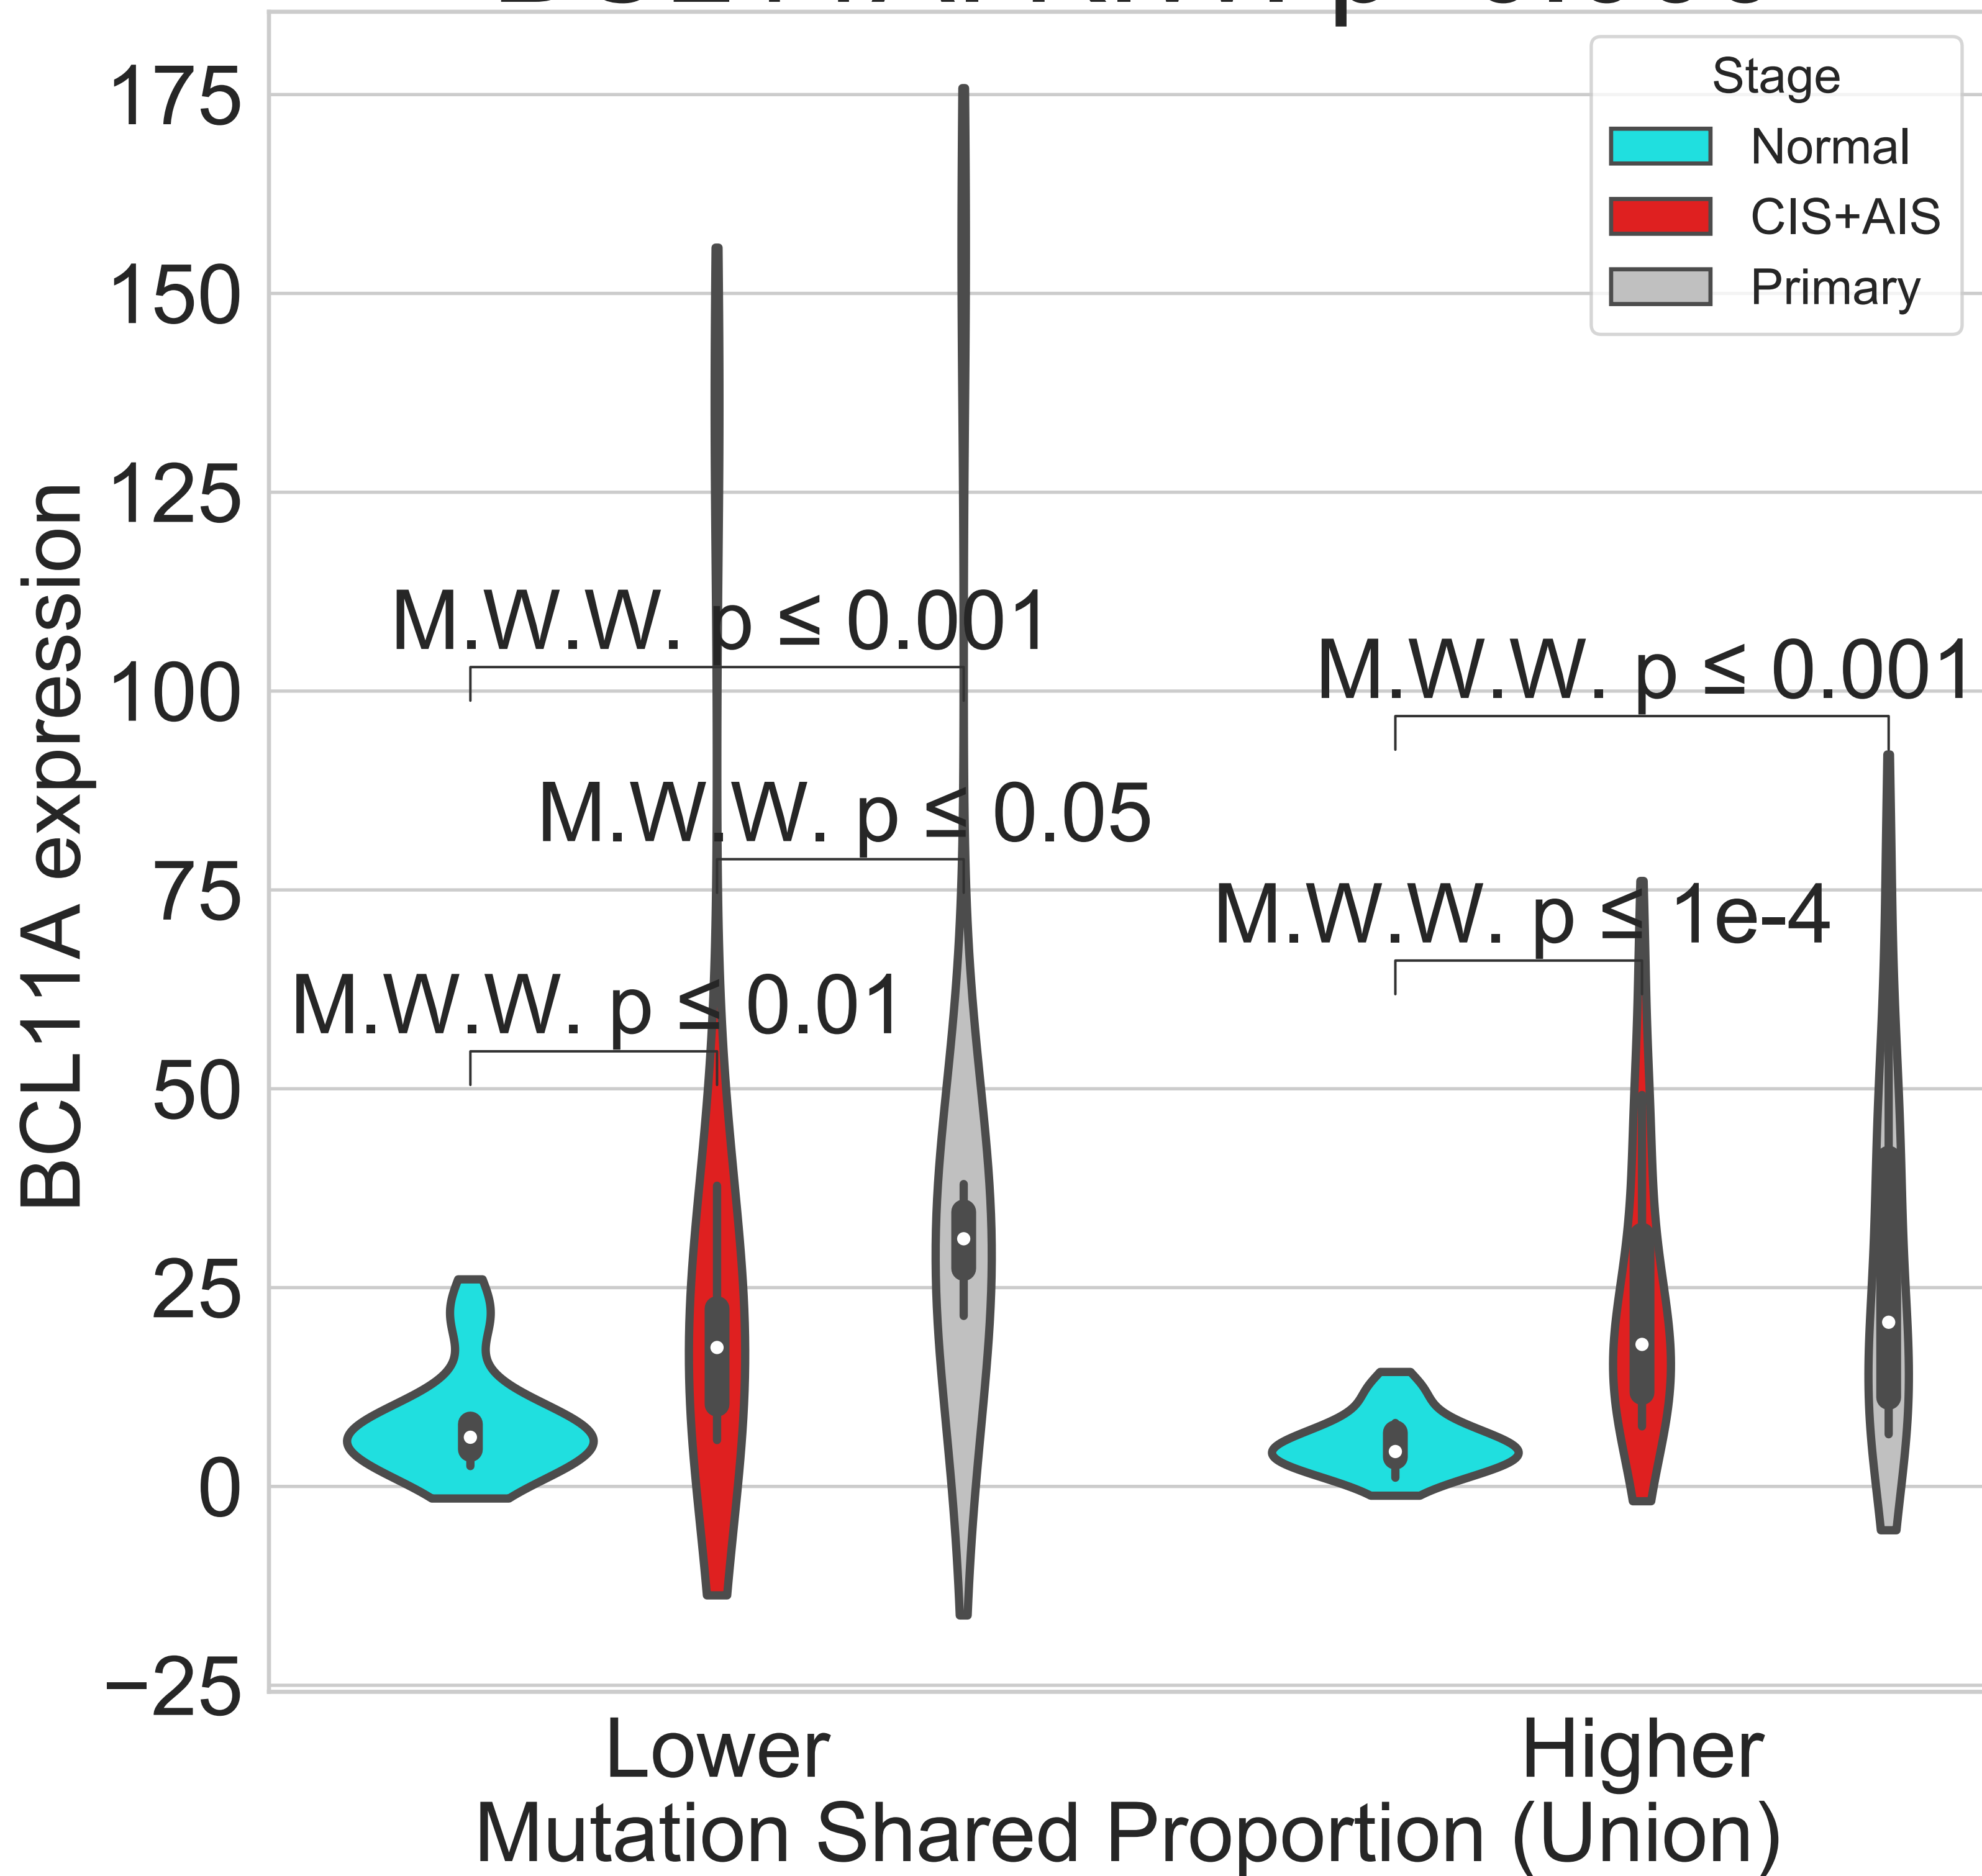 175
150
125
100
75
50
25
0
−25
BCL11A expression
Stage
Normal
CIS+AIS
Primary
M.W.W. p ≤ 0.001
M.W.W. p ≤ 0.05
M.W.W. p ≤ 0.01
M.W.W. p ≤ 0.001
M.W.W. p ≤ 1e-4
Lower
Higher
Mutation Shared Proportion (Union)